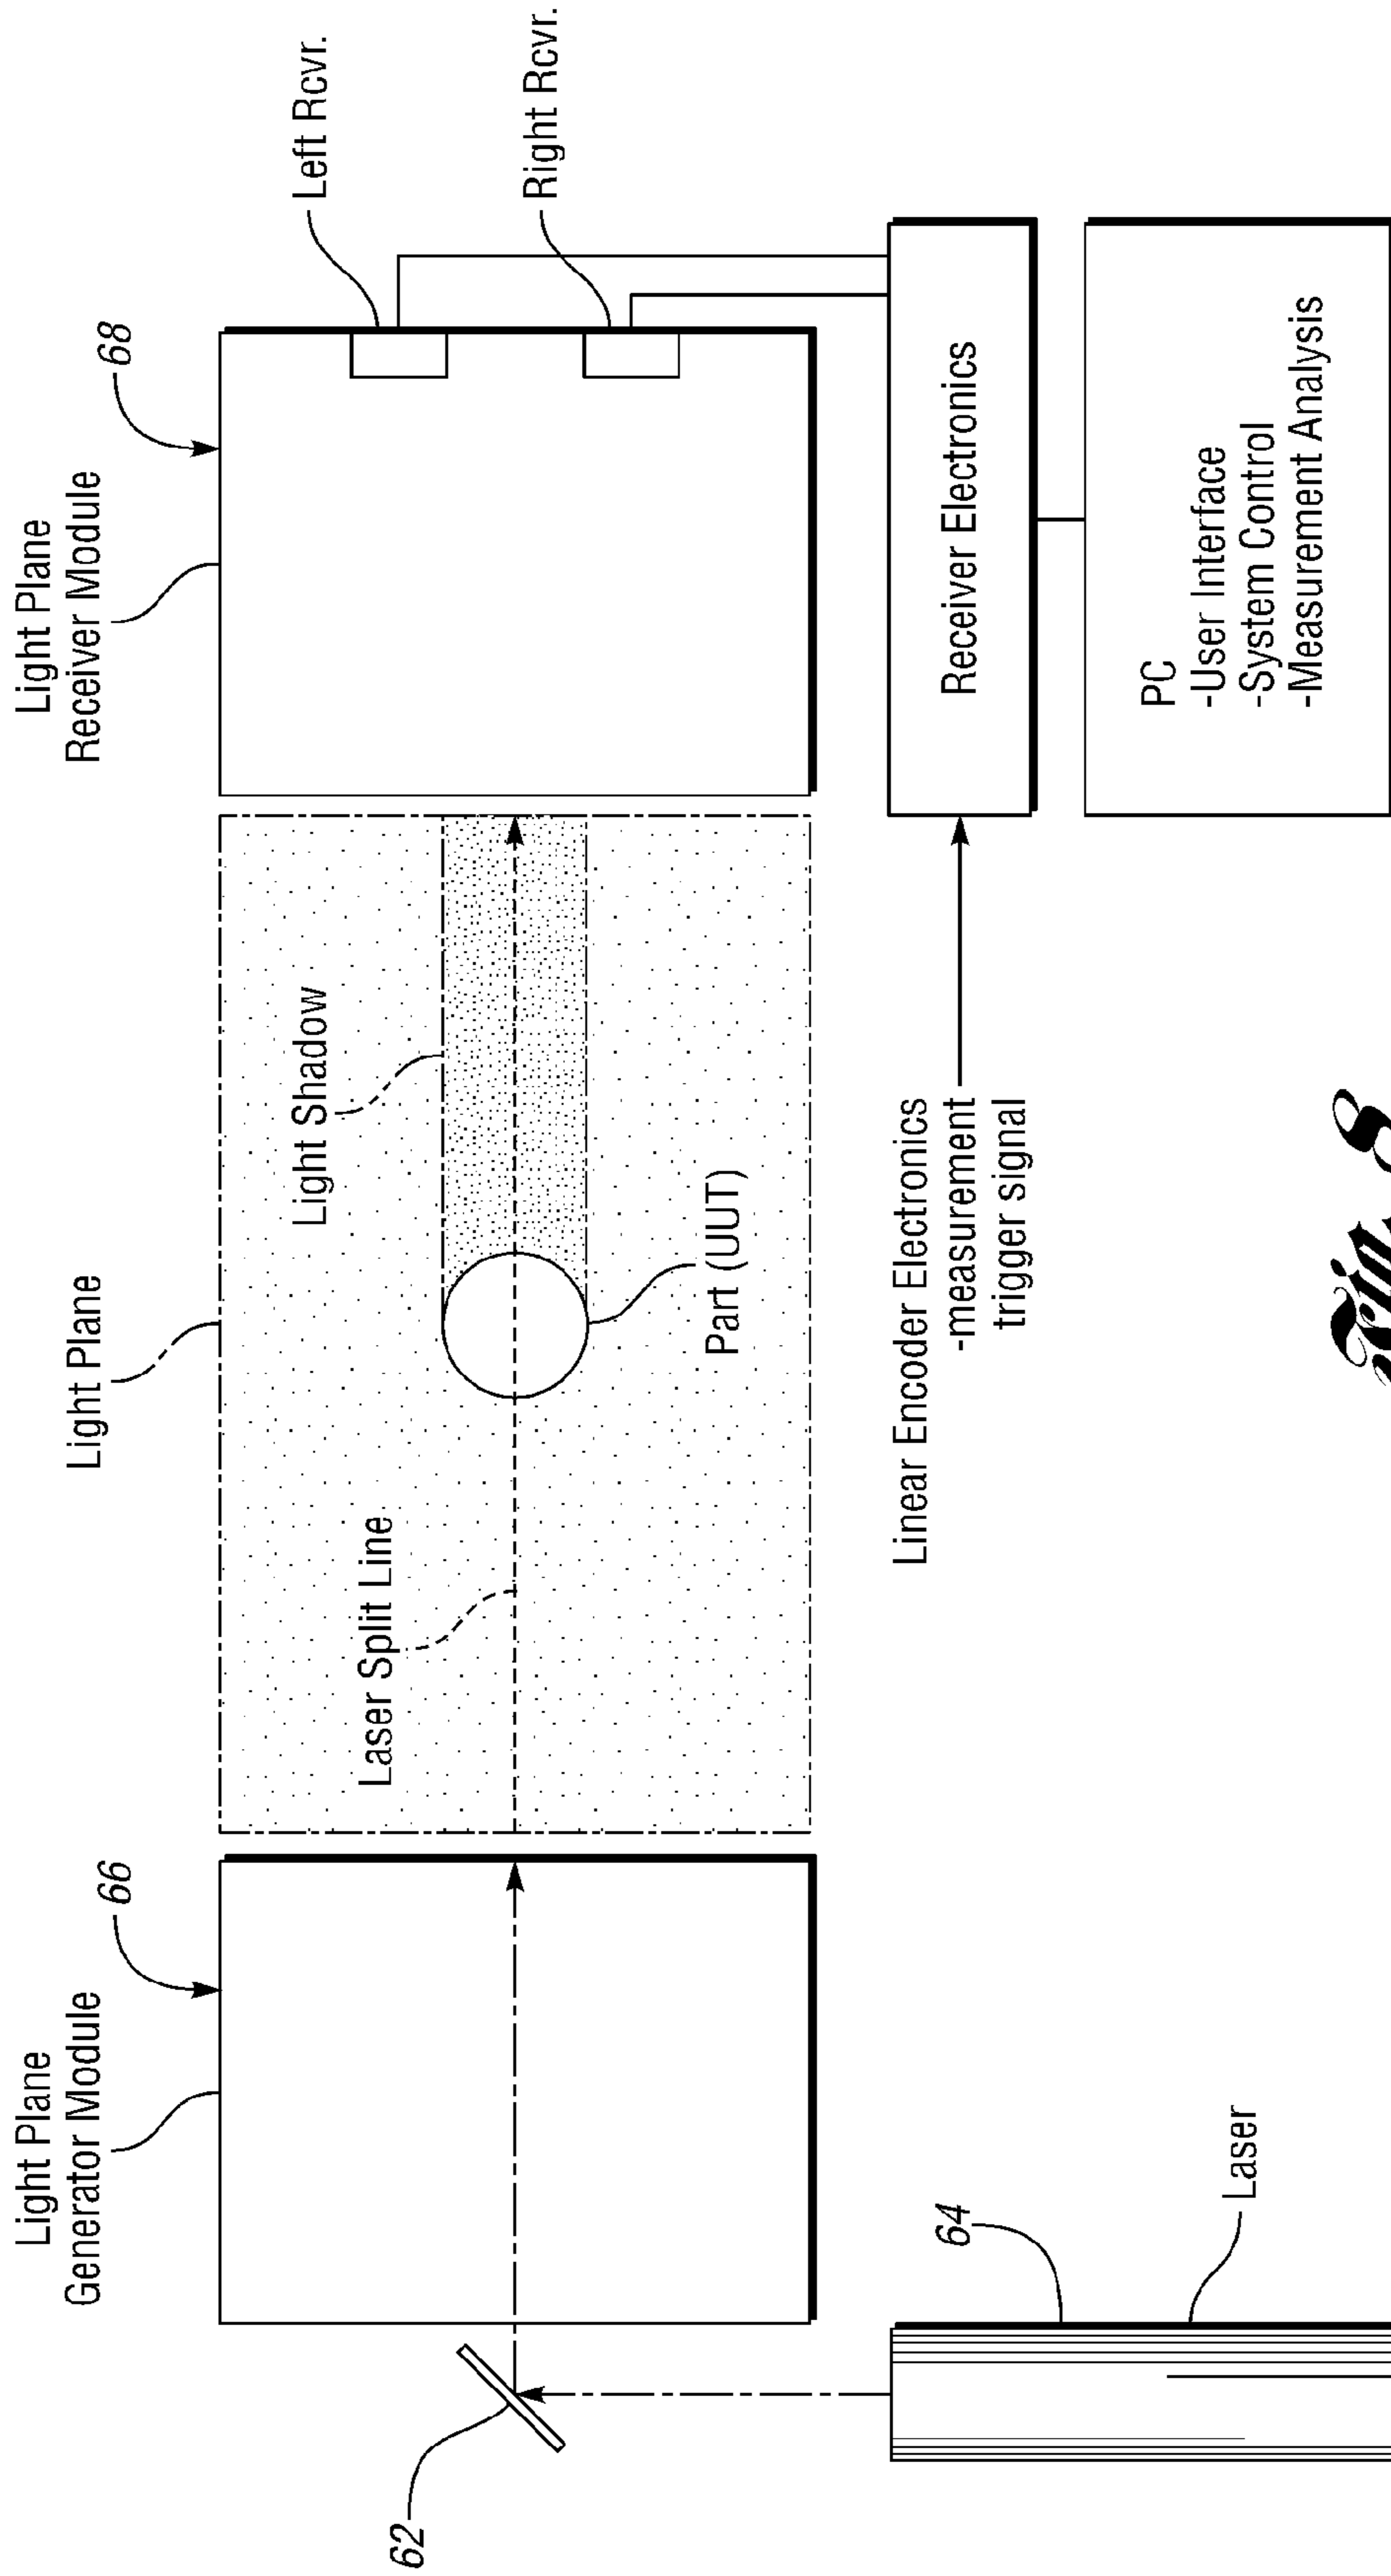 Light Plane
Generator Module
66
Light Plane
Light Plane
Receiver Module
68
Laser Split Line
Light Shadow
Part (UUT)
Left Rcvr.
Right Rcvr.
62
64
Laser
Linear Encoder Electronics
-measurement
trigger signal
Receiver Electronics
PC
-User Interface
-System Control
-Measurement Analysis